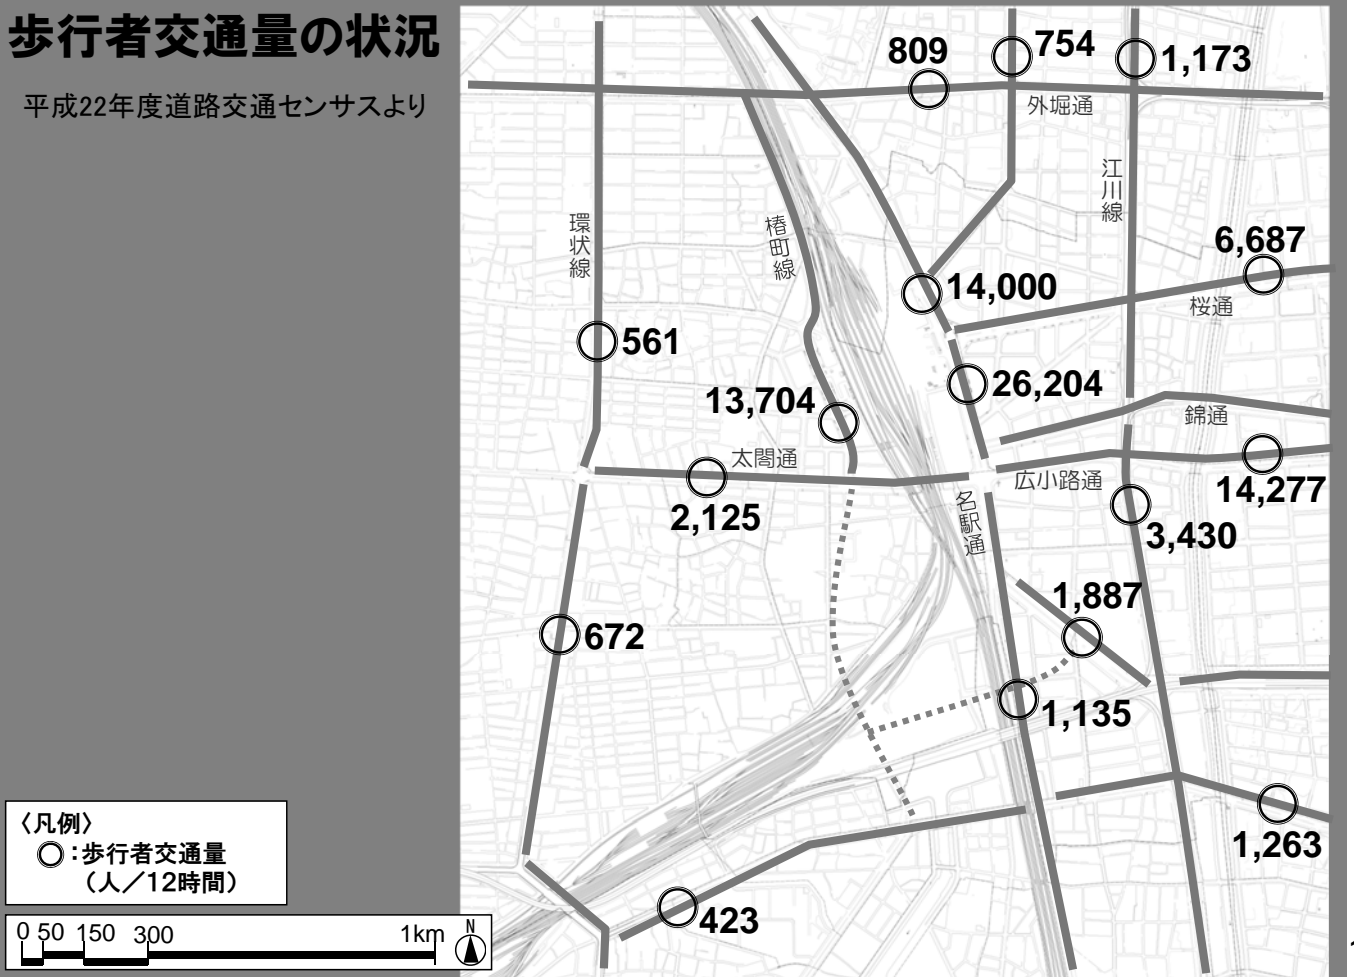 歩行者交通量の状況
平成22年度道路交通センサスより
809
754
1,173
外堀通
江川線
環状線
椿町線
6,687
14,000
桜通
561
26,204
13,704
錦通
太閤通
広小路通
14,277
2,125
名駅通
3,430
1,887
672
1,135
1,263
423
〈凡例〉
○:歩行者交通量
(人/12時間)
0 50 150 300 1km
N